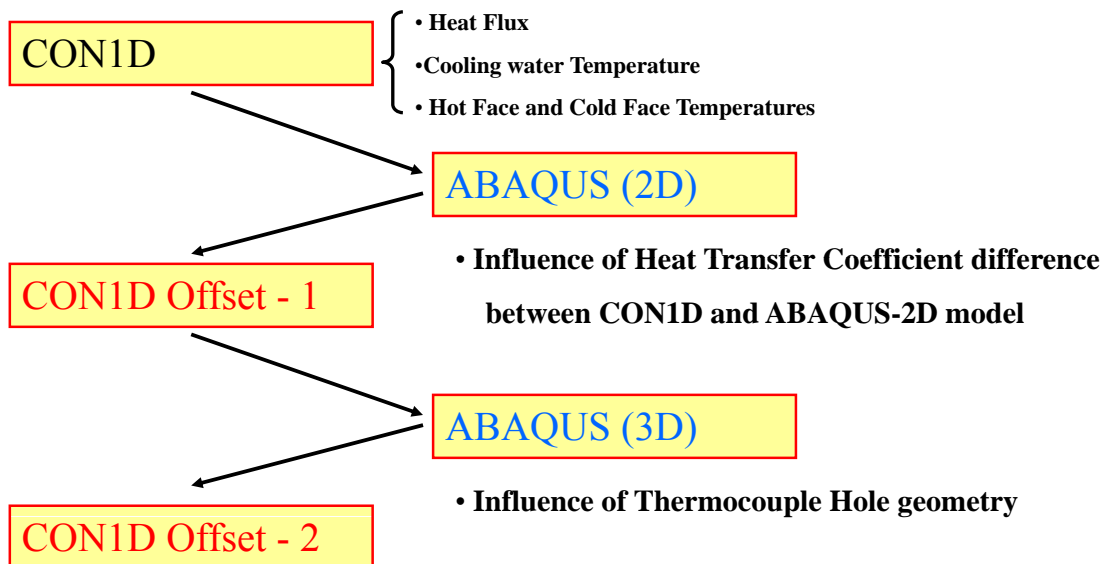 CON1D
• Heat Flux
•Cooling water Temperature
• Hot Face and Cold Face Temperatures
ABAQUS (2D)
• Influence of Heat Transfer Coefficient difference
between CON1D and ABAQUS-2D model
CON1D Offset - 1
ABAQUS (3D)
• Influence of Thermocouple Hole geometry
CON1D Offset - 2